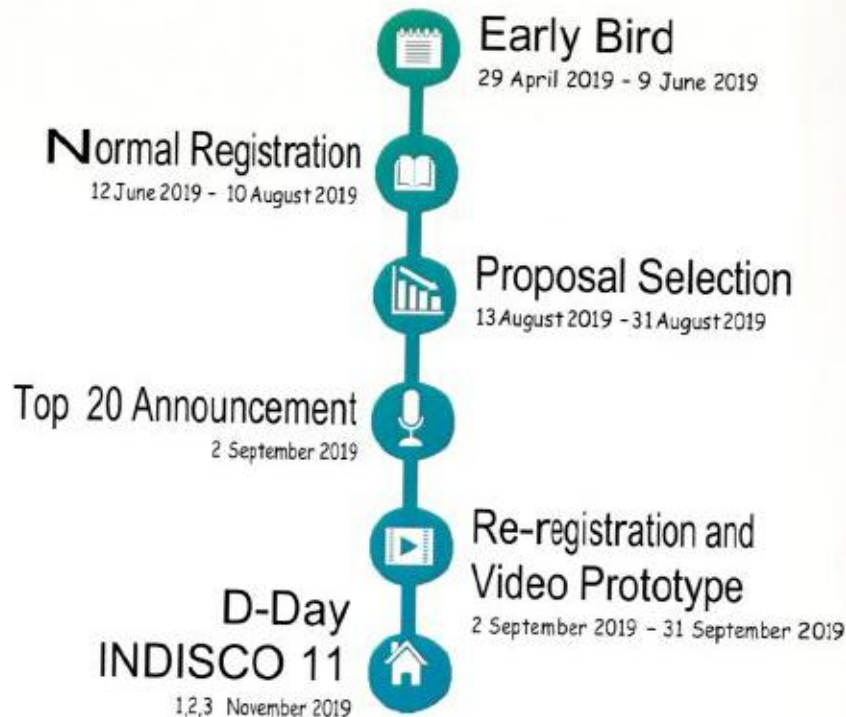 Early Bird
29 April 2019 - 9 June 2019
Normal Registration
12 June 2019 - 10 August 2019
Proposal Selection
13 August 2019 - 31 August 2019
Top 20 Announcement
2 September 2019
Re-registration and
Video Prototype
2 September 2019 - 31 September 2019
D-Day
INDISCO 11
1,2,3 November 2019